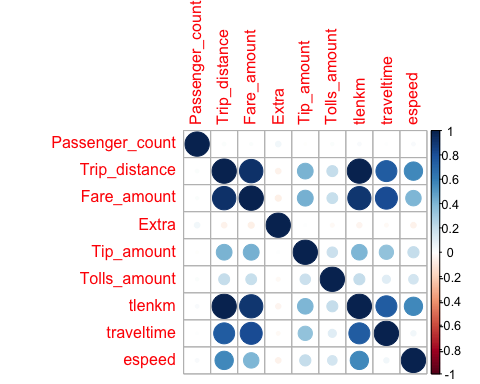 Passenger_count
Trip_distance
Fare_amount
Extra
Tip_amount
Tolls_amount
tlenkm
traveltime
espeed
Passenger_count
Trip_distance
Fare_amount
Extra
Tip_amount
Tolls_amount
tlenkm
traveltime
espeed
1
0.8
0.6
0.4
0.2
0
-0.2
-0.4
-0.6
-0.8
-1